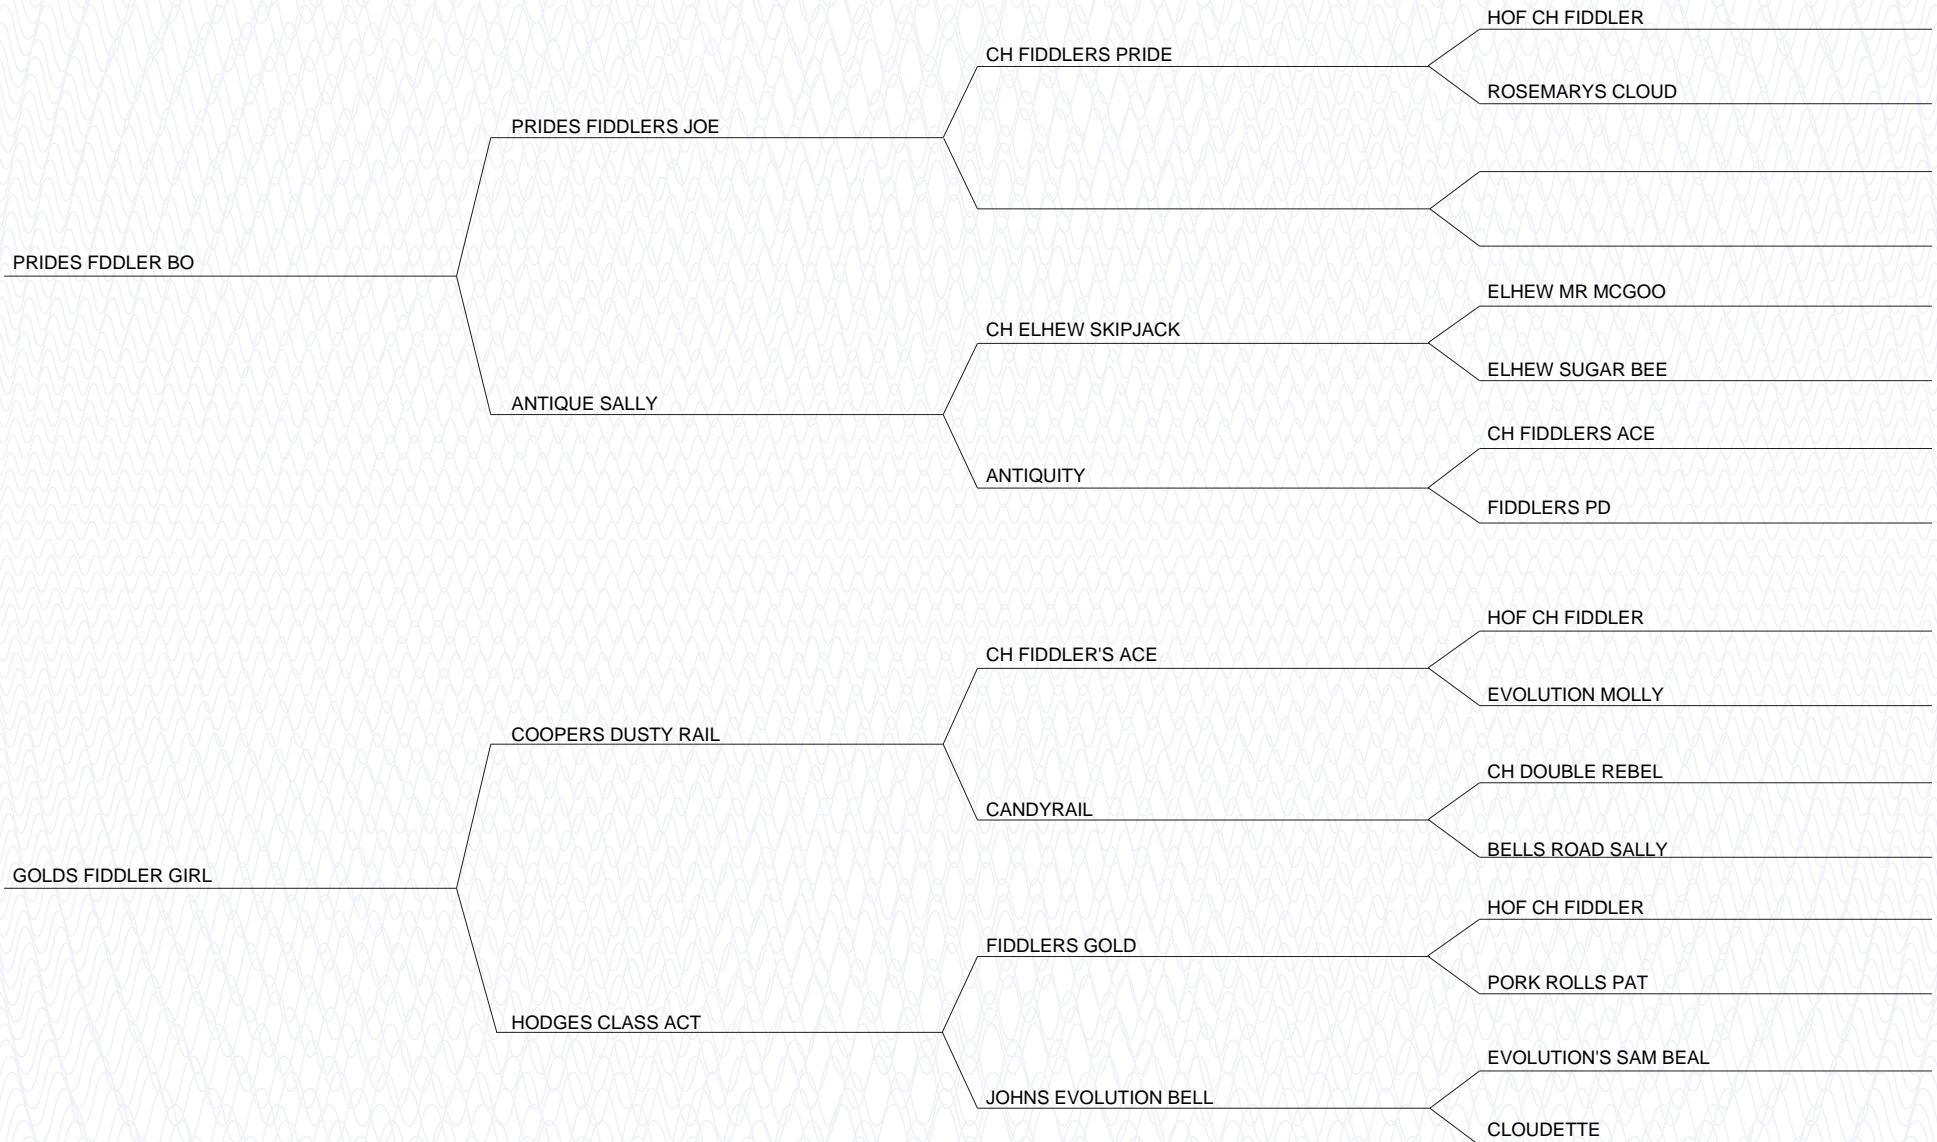 HOF CH FIDDLER
CH FIDDLERS PRIDE
ROSEMARYS CLOUD
PRIDES FIDDLERS JOE
PRIDES FDDLER BO
ELHEW MR MCGOO
CH ELHEW SKIPJACK
ELHEW SUGAR BEE
ANTIQUE SALLY
CH FIDDLERS ACE
ANTIQUITY
FIDDLERS PD
HOF CH FIDDLER
CH FIDDLER'S ACE
EVOLUTION MOLLY
COOPERS DUSTY RAIL
CH DOUBLE REBEL
CANDYRAIL
BELLS ROAD SALLY
GOLDS FIDDLER GIRL
HOF CH FIDDLER
FIDDLERS GOLD
PORK ROLLS PAT
HODGES CLASS ACT
EVOLUTION'S SAM BEAL
JOHNS EVOLUTION BELL
CLOUDETTE